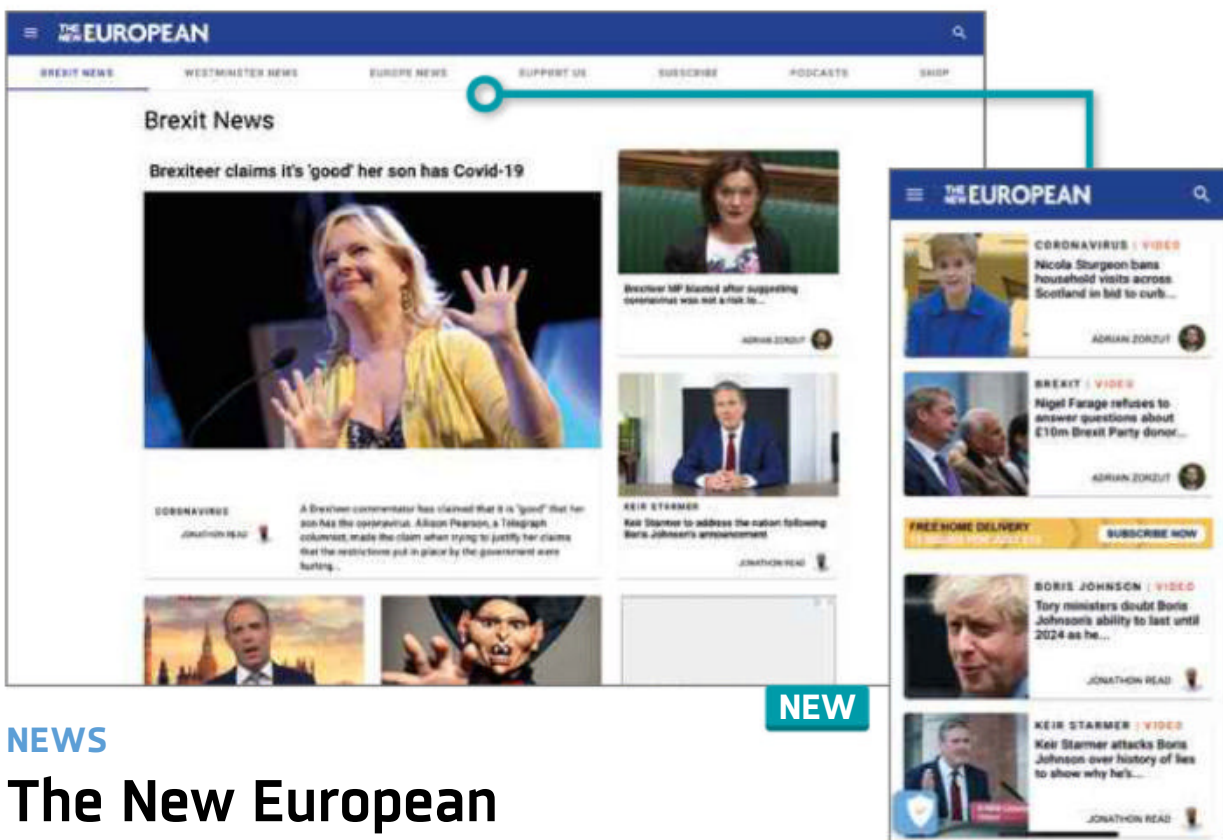 THE NEW EUROPEAN
BREXIT NEWS
WESTMINSTER NEWS
EUROPE NEWS
SUPPORT US
SUBSCRIBE
PODCASTS
SHOP
Brexit News
Brexiteer claims it's 'good' her son has Covid-19
CORONAVIRUS
JONATHON READ
A Brexiteer commentator has claimed that it is "good" that her
son has the coronavirus. Allison Pearson, a Telegraph
columnist, made the claim when trying to justify her claims
that the restrictions put in place by the government were
hurting...
Brexiteer MP blasted after suggesting
coronavirus was not a risk to...
ADRIAN ZORZUT
KEIR STARMER
Keir Starmer to address the nation following
Boris Johnson's announcement
JONATHON READ
NEW
THE NEW EUROPEAN
CORONAVIRUS | VIDEO
Nicola Sturgeon bans
household visits across
Scotland in bid to curb...
ADRIAN ZORZUT
BREXIT | VIDEO
Nigel Farage refuses to
answer questions about
£10m Brexit Party donor...
ADRIAN ZORZUT
FREE HOME DELIVERY
SUBSCRIBE NOW
BORIS JOHNSON | VIDEO
Tory ministers doubt Boris
Johnson's ability to last until
2024 as he...
JONATHON READ
KEIR STARMER | VIDEO
Keir Starmer attacks Boris
Johnson over history of lies
to show why he's...
JONATHON READ
NEWS
The New European